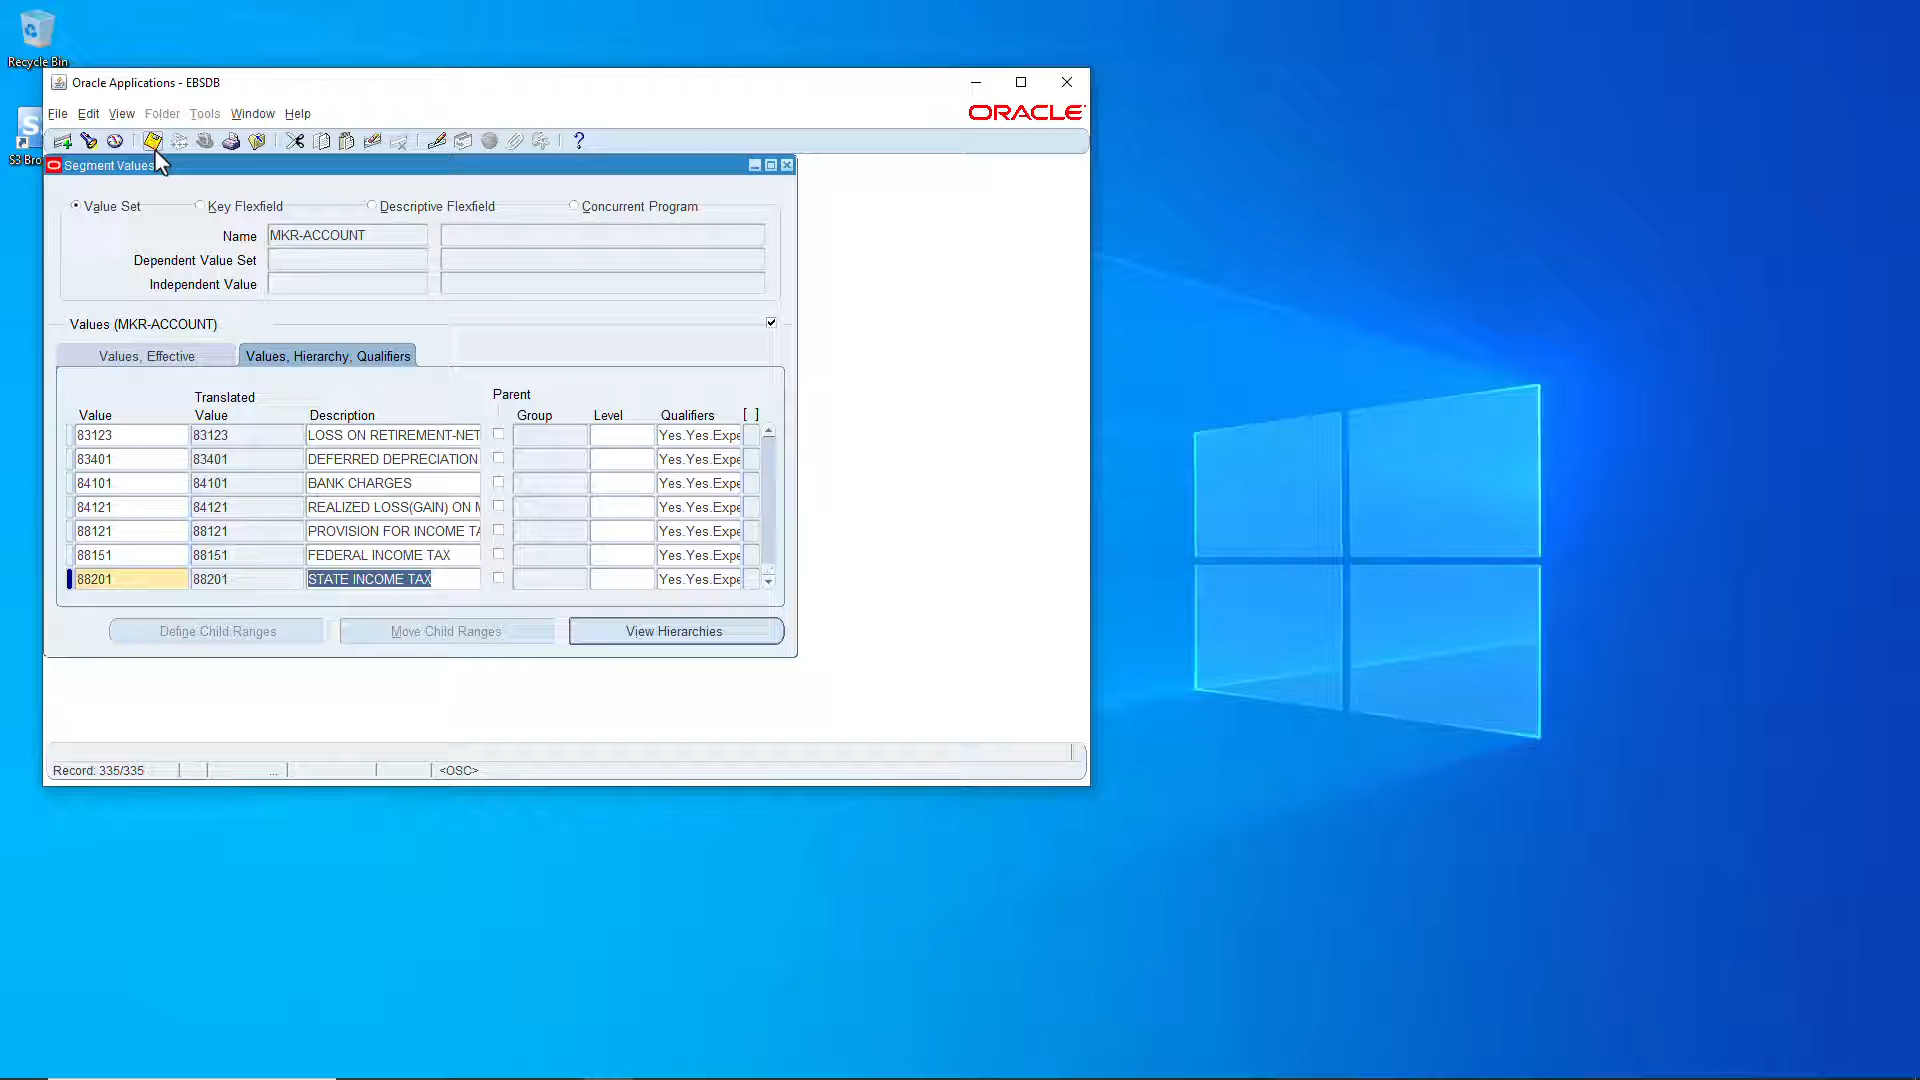 Recycle Bin
Oracle Applications - EBSDB
File Edit View Folder Tools Window Help
ORACLE
S3 Bro
Segment Values
Value Set Key Flexfield Descriptive Flexfield Concurrent Program
Name MKR-ACCOUNT
Dependent Value Set
Independent Value
Values (MKR-ACCOUNT)
Values, Effective Values, Hierarchy, Qualifiers
Translated Parent
Value Value Description Group Level Qualifiers [ ]
83123 83123 LOSS ON RETIREMENT-NET Yes.Yes.Expe
83401 83401 DEFERRED DEPRECIATION Yes.Yes.Expe
84101 84101 BANK CHARGES Yes.Yes.Expe
84121 84121 REALIZED LOSS(GAIN) ON M Yes.Yes.Expe
88121 88121 PROVISION FOR INCOME TA Yes.Yes.Expe
88151 88151 FEDERAL INCOME TAX Yes.Yes.Expe
88201 88201 STATE INCOME TAX Yes.Yes.Expe
Define Child Ranges Move Child Ranges View Hierarchies
Record: 335/335 ... <OSC>